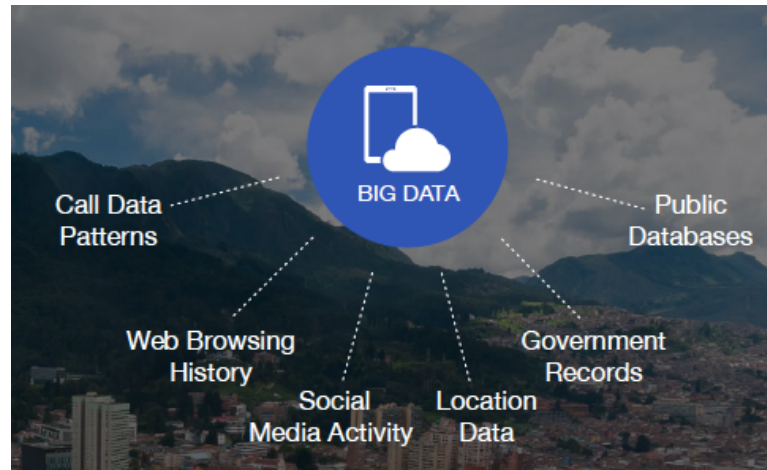 BIG DATA
Call Data
Patterns
Public
Databases
Web Browsing
History
Government
Records
Social
Media Activity
Location
Data